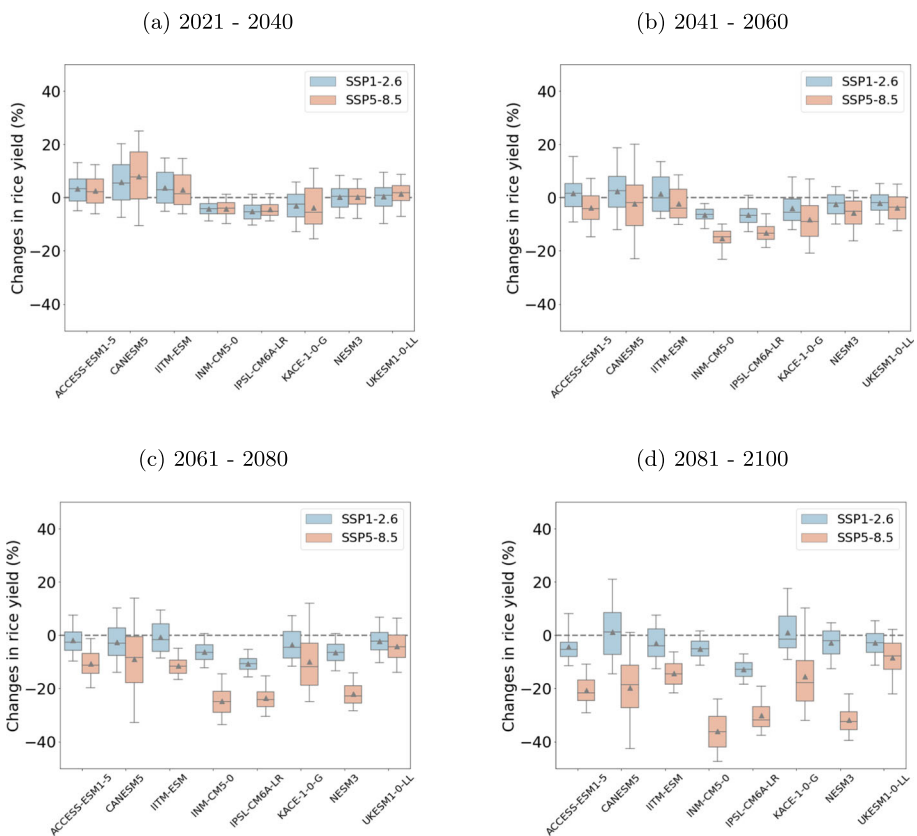 (a) 2021 - 2040
Changes in rice yield (%)
40
20
0
−20
−40
SSP1-2.6
SSP5-8.5
ACCESS-ESM1-5
CANESM5
IITM-ESM
INM-CM5-0
IPSL-CM6A-LR
KACE-1-0-G
NESM3
UKESM1-0-LL
(b) 2041 - 2060
Changes in rice yield (%)
40
20
0
−20
−40
SSP1-2.6
SSP5-8.5
ACCESS-ESM1-5
CANESM5
IITM-ESM
INM-CM5-0
IPSL-CM6A-LR
KACE-1-0-G
NESM3
UKESM1-0-LL
(c) 2061 - 2080
Changes in rice yield (%)
40
20
0
−20
−40
SSP1-2.6
SSP5-8.5
ACCESS-ESM1-5
CANESM5
IITM-ESM
INM-CM5-0
IPSL-CM6A-LR
KACE-1-0-G
NESM3
UKESM1-0-LL
(d) 2081 - 2100
Changes in rice yield (%)
40
20
0
−20
−40
SSP1-2.6
SSP5-8.5
ACCESS-ESM1-5
CANESM5
IITM-ESM
INM-CM5-0
IPSL-CM6A-LR
KACE-1-0-G
NESM3
UKESM1-0-LL